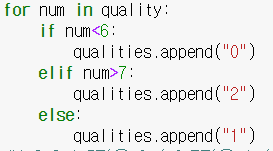 for num in quality:
    if num<6:
        qualities.append("0")
    elif num>7:
        qualities.append("2")
    else:
        qualities.append("1")